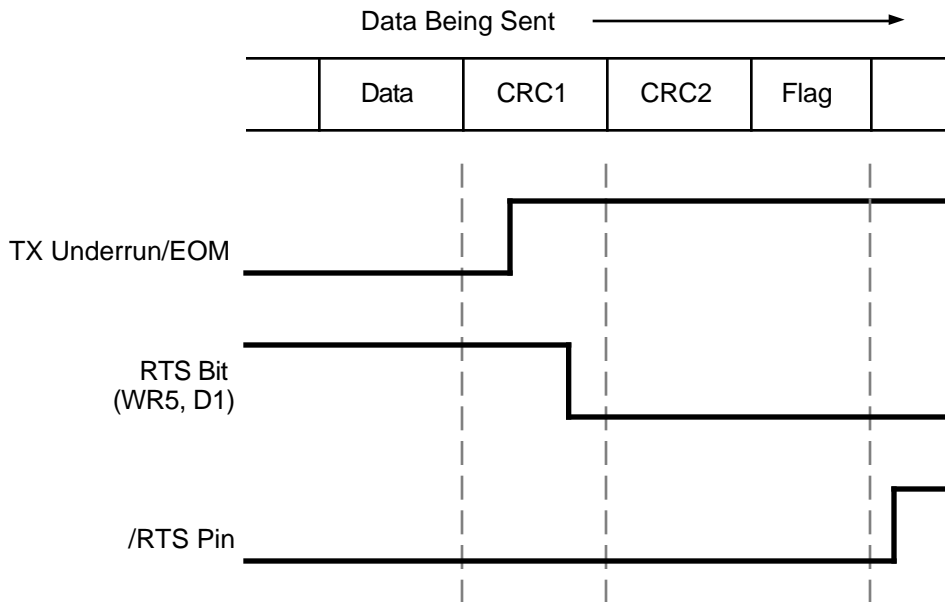 Data Being Sent
Data CRC1 CRC2 Flag
TX Underrun/EOM
RTS Bit
(WR5, D1)
/RTS Pin